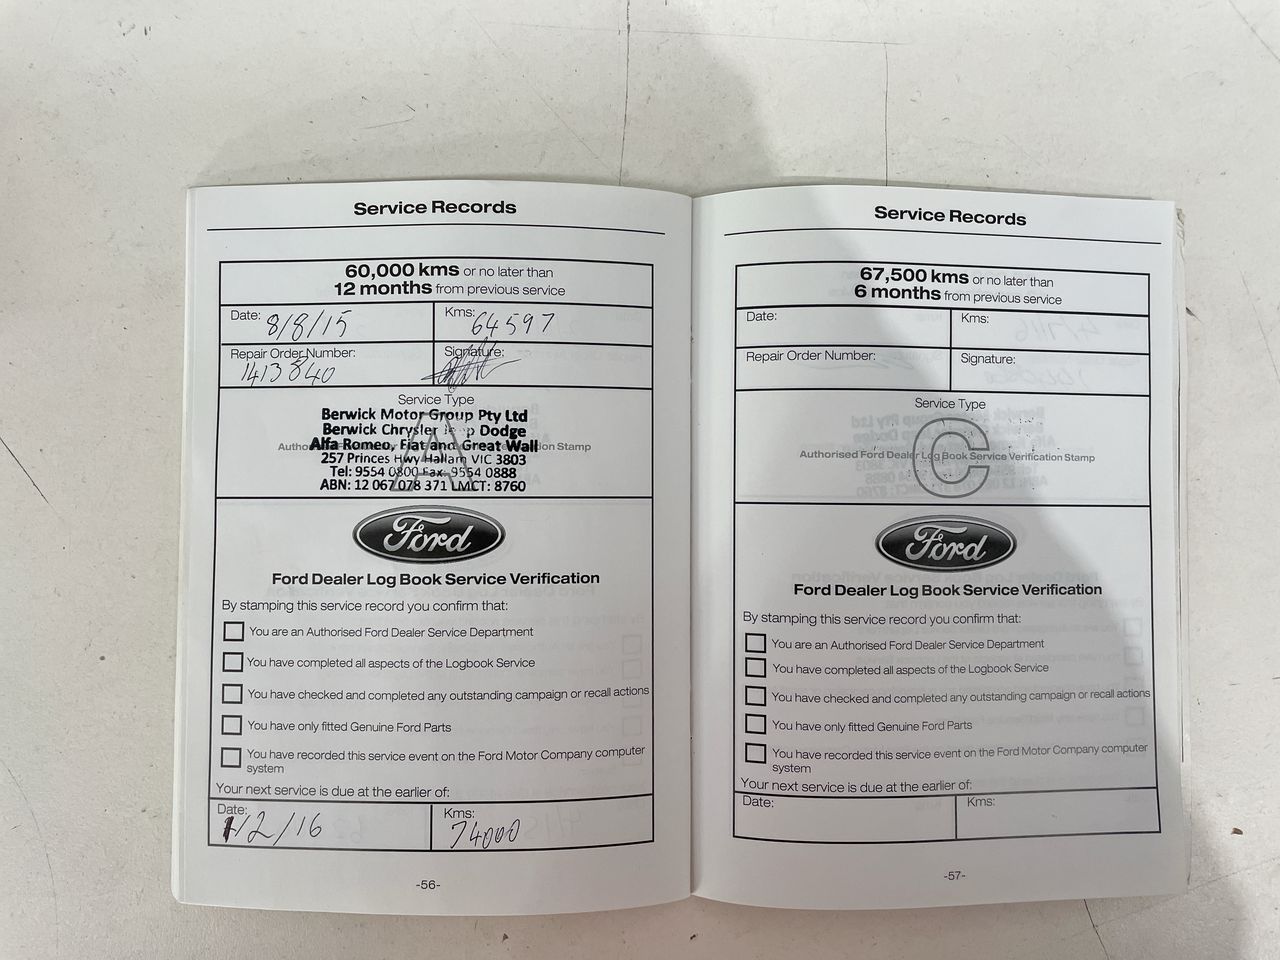 Service Records
60,000 kms or no later than
12 months from previous service
Date: 8/8/15
Kms: 64597
Repair Order Number: 1413840
Signature:
Service Type
A
Berwick Motor Group Pty Ltd
Berwick Chrysler Dodge
Alfa Romeo, Fiat and Great Wall
257 Princes Hwy Hallam VIC 3803
Tel: 9554 0800 Fax: 9554 0888
ABN: 12 067 078 371 LMCT: 8760
Ford
Ford Dealer Log Book Service Verification
By stamping this service record you confirm that:
You are an Authorised Ford Dealer Service Department
You have completed all aspects of the Logbook Service
You have checked and completed any outstanding campaign or recall actions
You have only fitted Genuine Ford Parts
You have recorded this service event on the Ford Motor Company computer
system
Your next service is due at the earlier of:
Date: /2/16
Kms: 74000
-56-
Service Records
67,500 kms or no later than
6 months from previous service
Date:
Kms:
Repair Order Number:
Signature:
Service Type
C
Authorised Ford Dealer Log Book Service Verification Stamp
Ford
Ford Dealer Log Book Service Verification
By stamping this service record you confirm that:
You are an Authorised Ford Dealer Service Department
You have completed all aspects of the Logbook Service
You have checked and completed any outstanding campaign or recall actions
You have only fitted Genuine Ford Parts
You have recorded this service event on the Ford Motor Company computer
system
Your next service is due at the earlier of:
Date:
Kms:
-57-